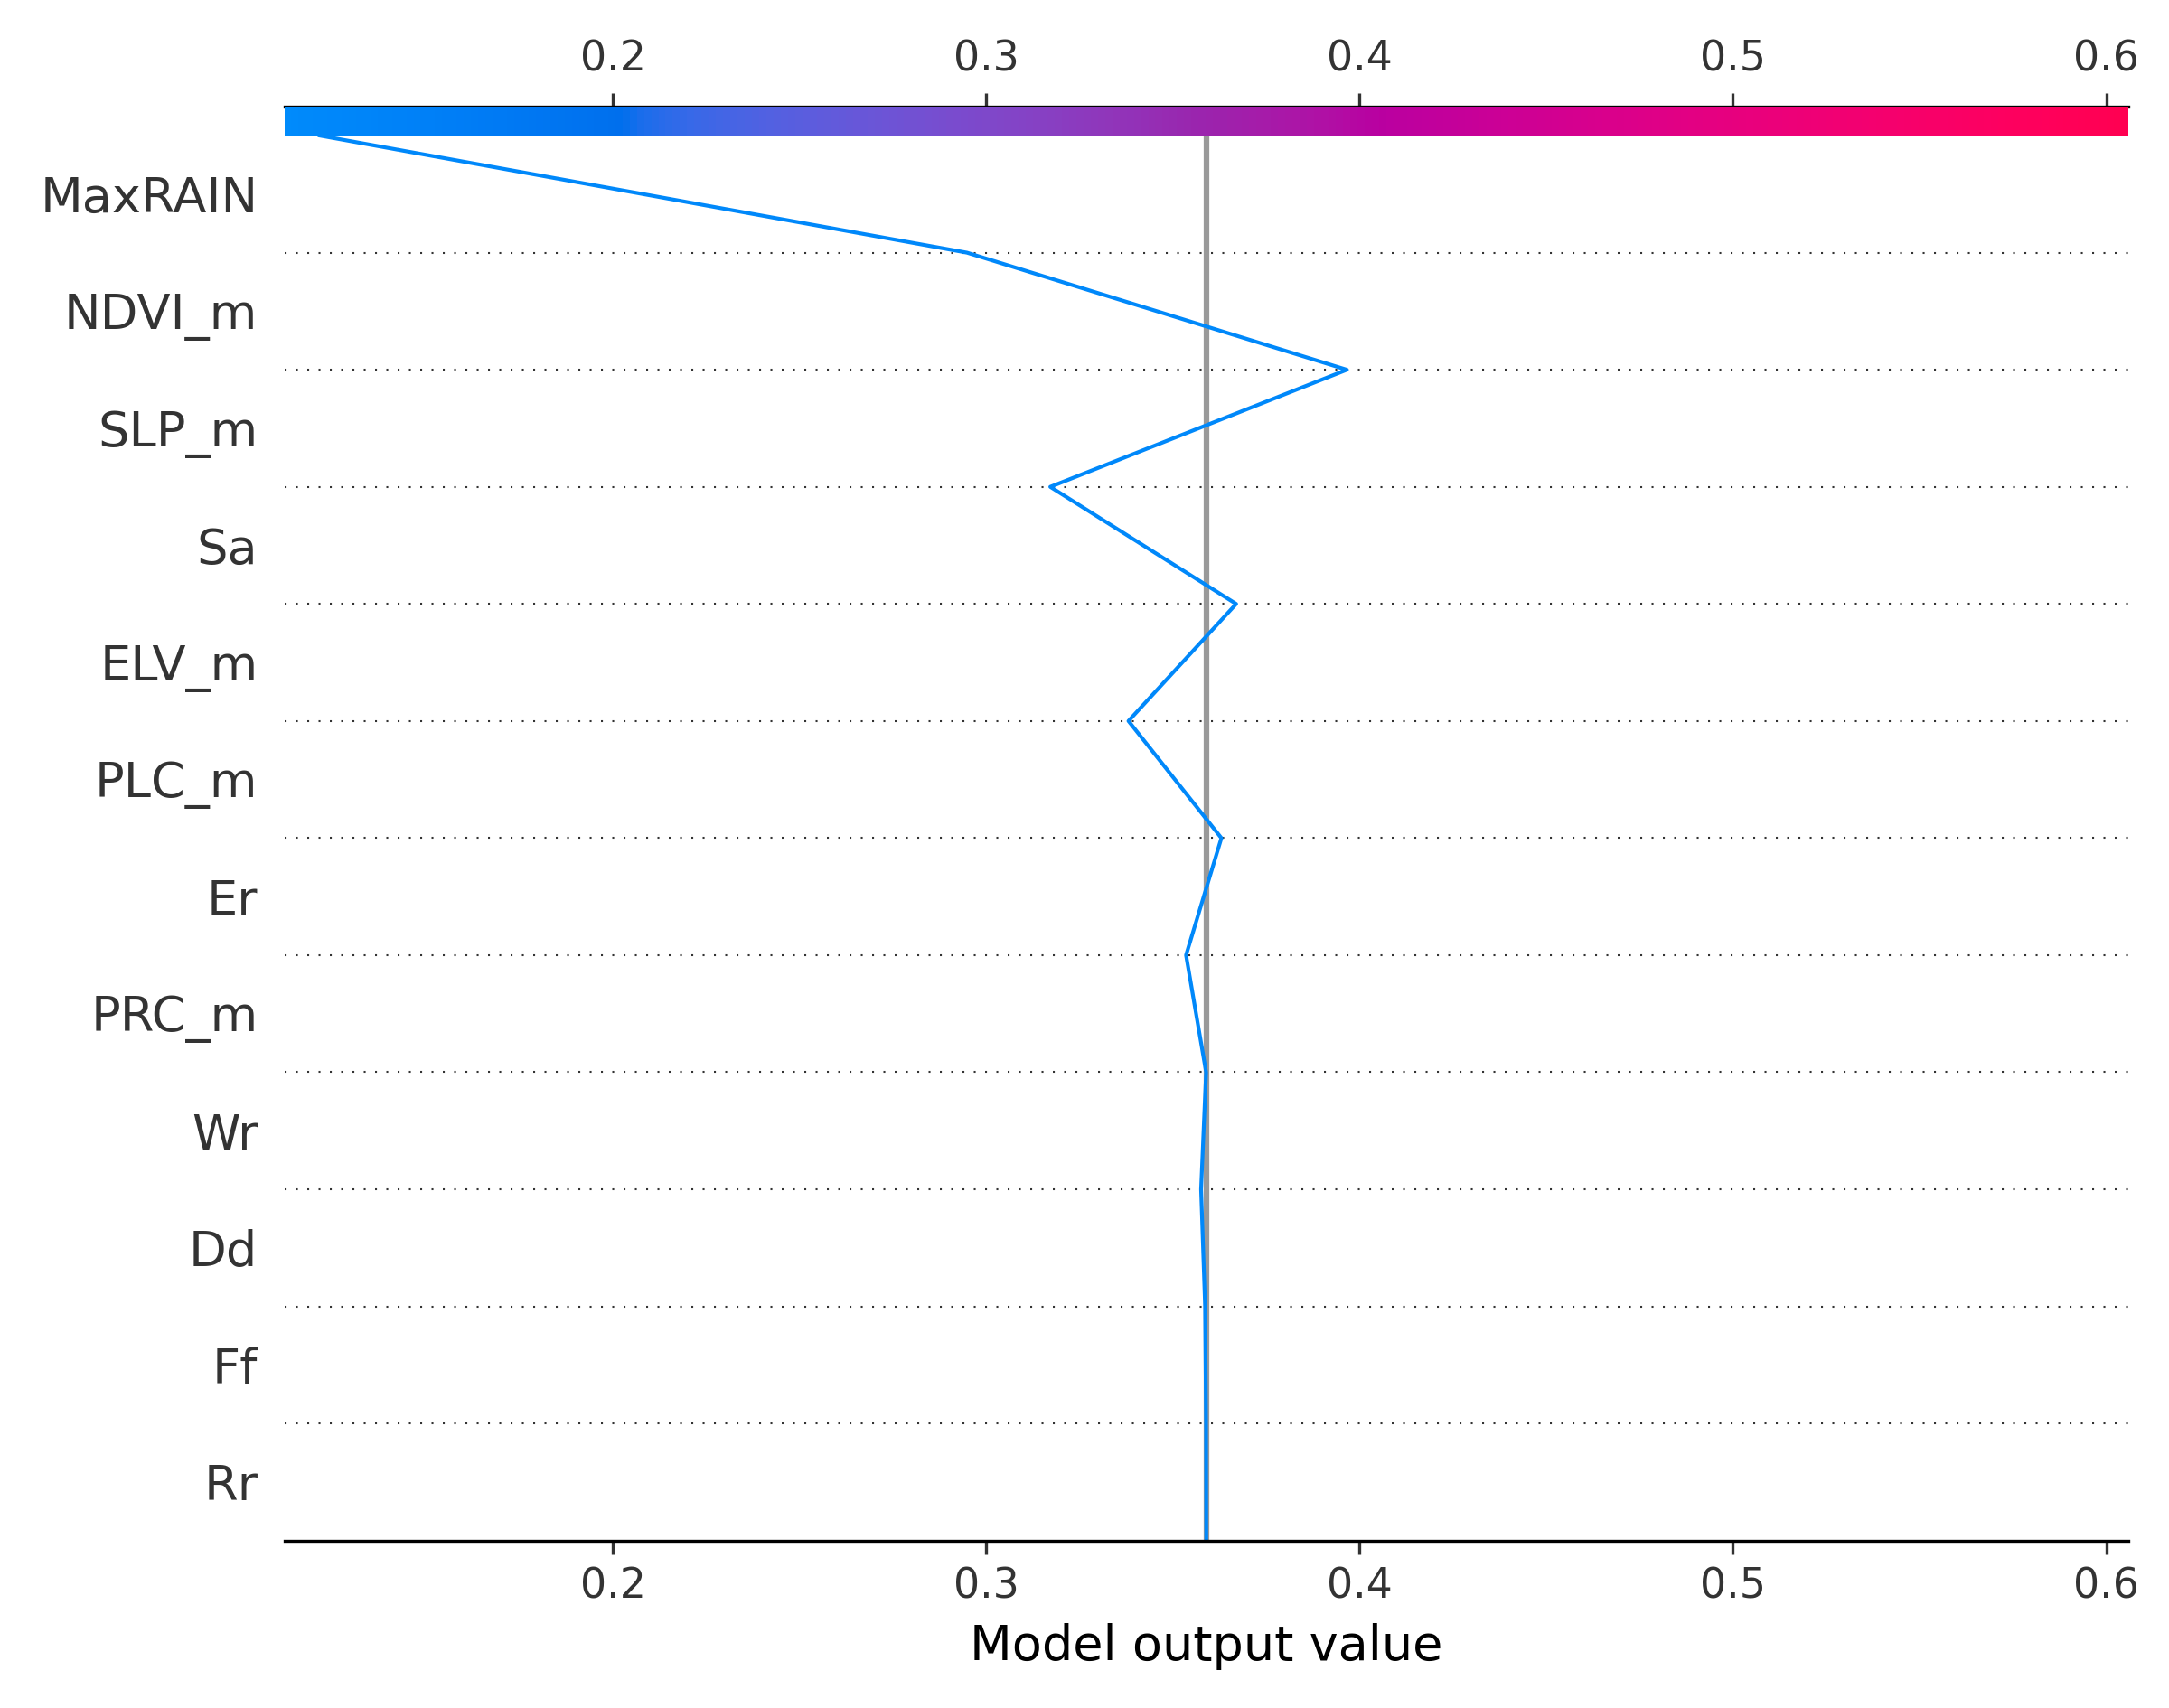 0.2 0.3 0.4 0.5 0.6
MaxRAIN
NDVI_m
SLP_m
Sa
ELV_m
PLC_m
Er
PRC_m
Wr
Dd
Ff
Rr
0.2 0.3 0.4 0.5 0.6
Model output value